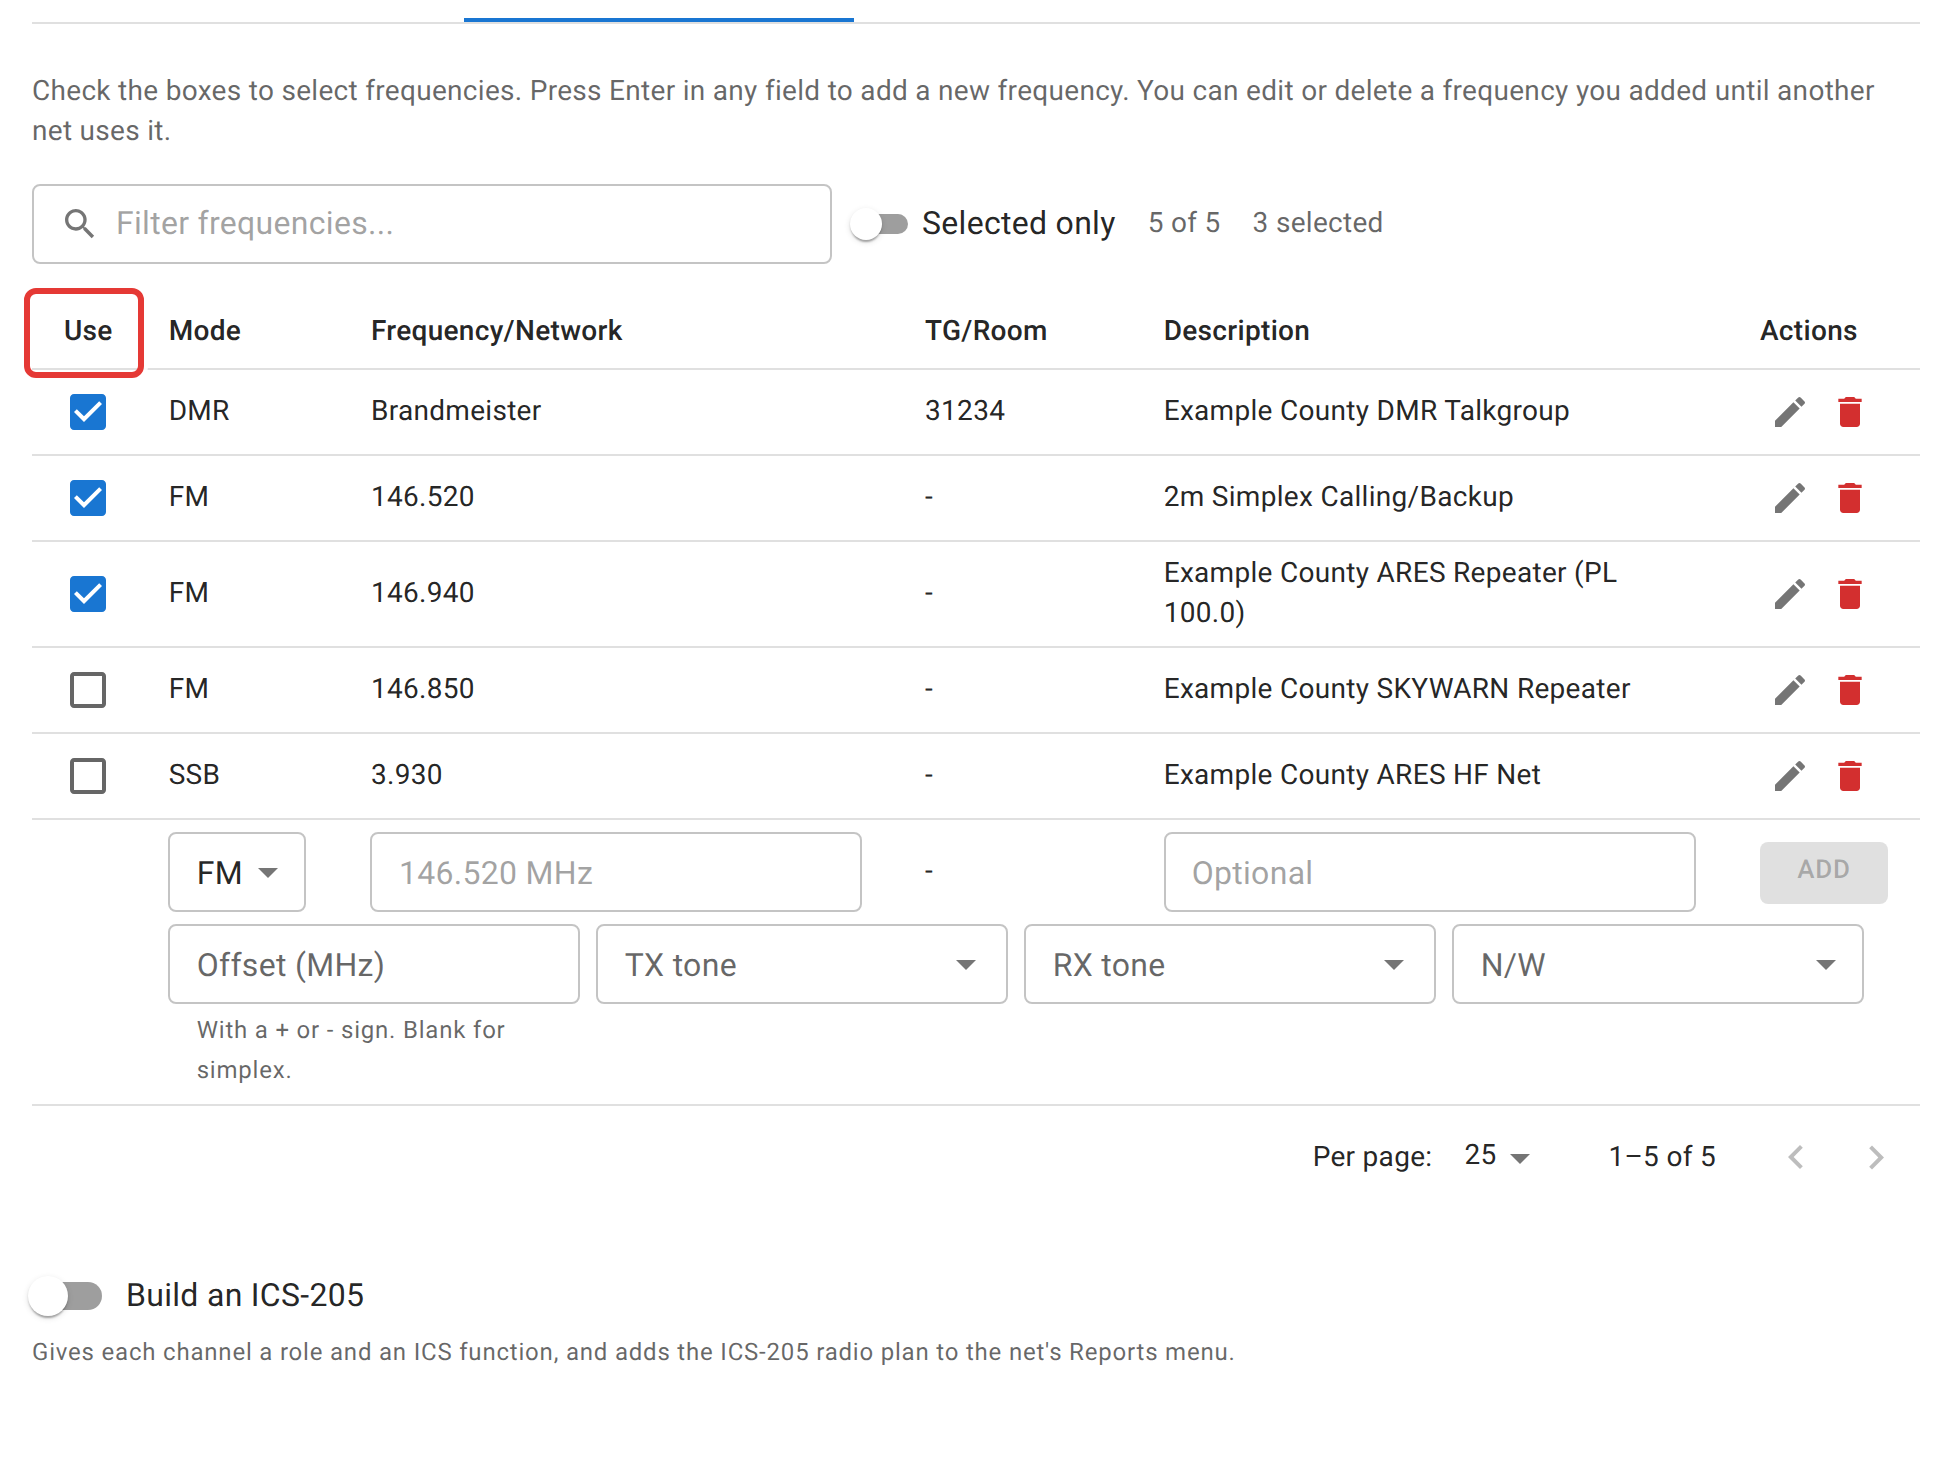 Check the boxes to select frequencies. Press Enter in any field to add a new frequency. You can edit or delete a frequency you added until another
net uses it.
Filter frequencies... Selected only 5 of 5 3 selected
Use Mode Frequency/Network TG/Room Description Actions
DMR Brandmeister 31234 Example County DMR Talkgroup
FM 146.520 - 2m Simplex Calling/Backup
FM 146.940 - Example County ARES Repeater (PL
100.0)
FM 146.850 - Example County SKYWARN Repeater
SSB 3.930 - Example County ARES HF Net
FM 146.520 MHz - Optional ADD
Offset (MHz) TX tone RX tone N/W
With a + or - sign. Blank for
simplex.
Per page: 25 1–5 of 5
Build an ICS-205
Gives each channel a role and an ICS function, and adds the ICS-205 radio plan to the net's Reports menu.